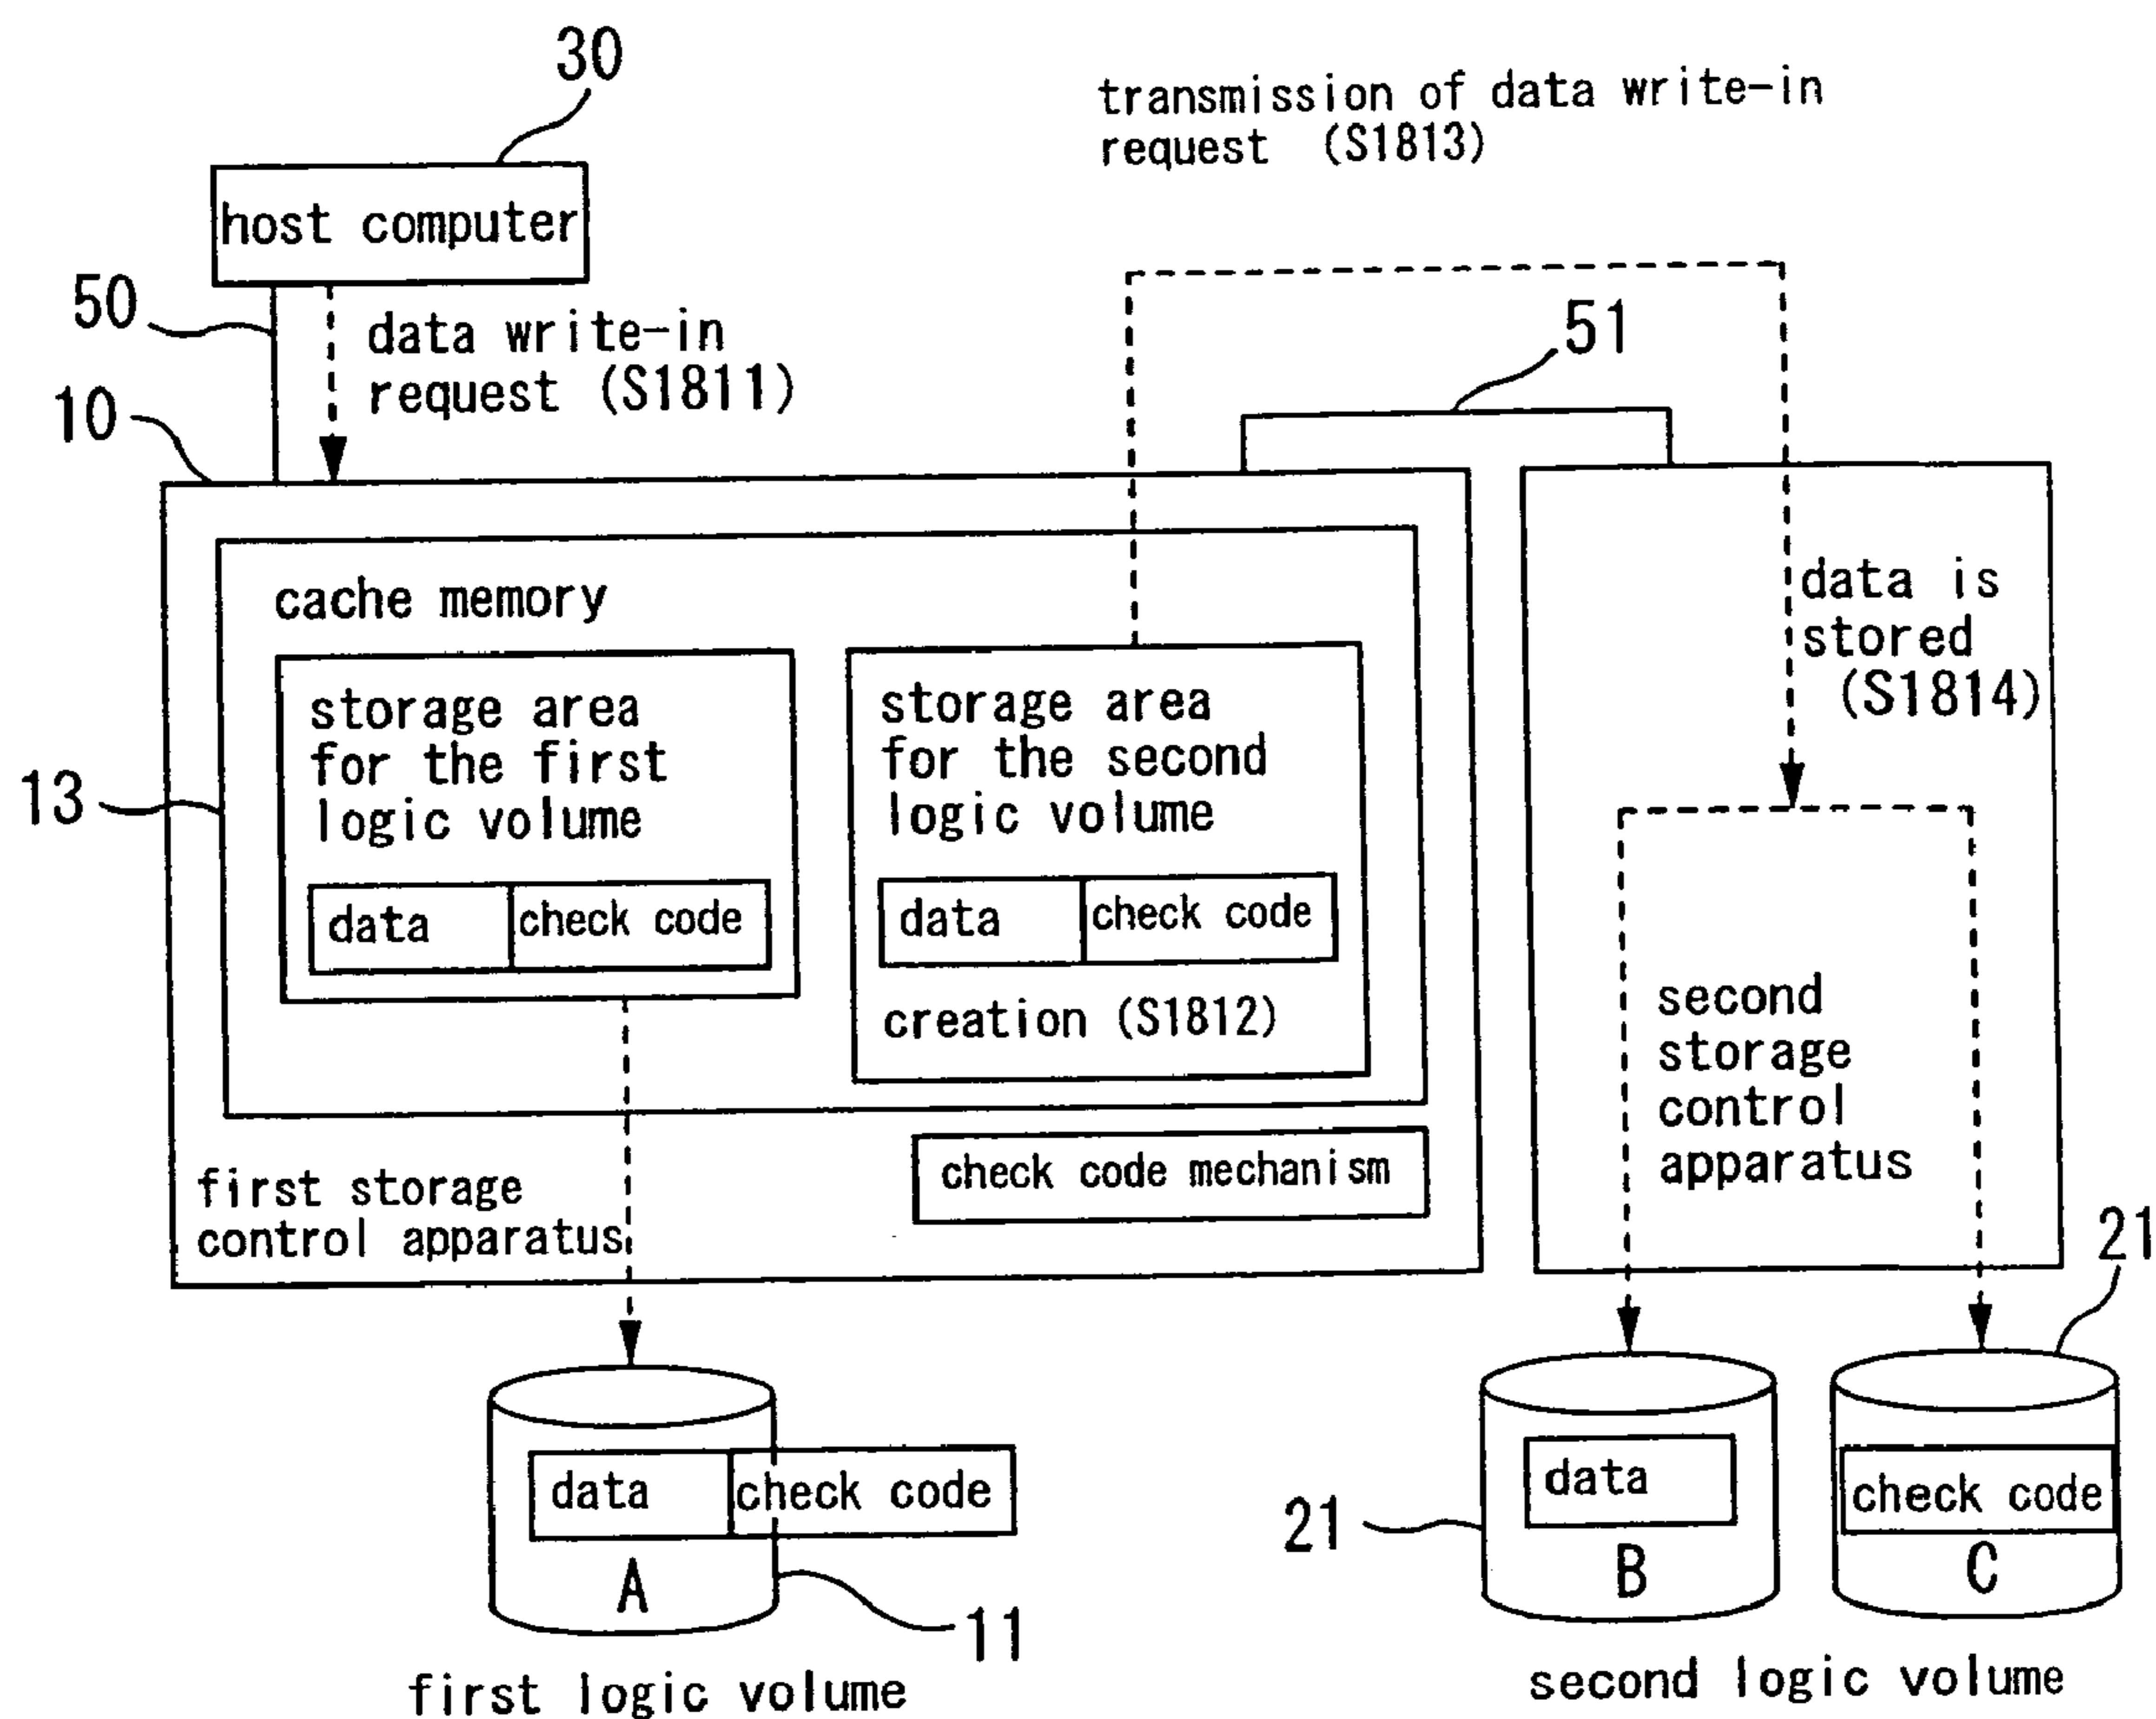 30
transmission of data write-in
request (S1813)
host computer
50
data write-in
request (S1811)
51
10
cache memory
data is
stored
(S1814)
storage area
for the first
logic volume
storage area
for the second
logic volume
13
data
check code
data
check code
creation (S1812)
second
storage
control
apparatus
check code mechanism
first storage
control apparatus
21
data
check code
A
11
first logic volume
data
B
21
check code
C
second logic volume